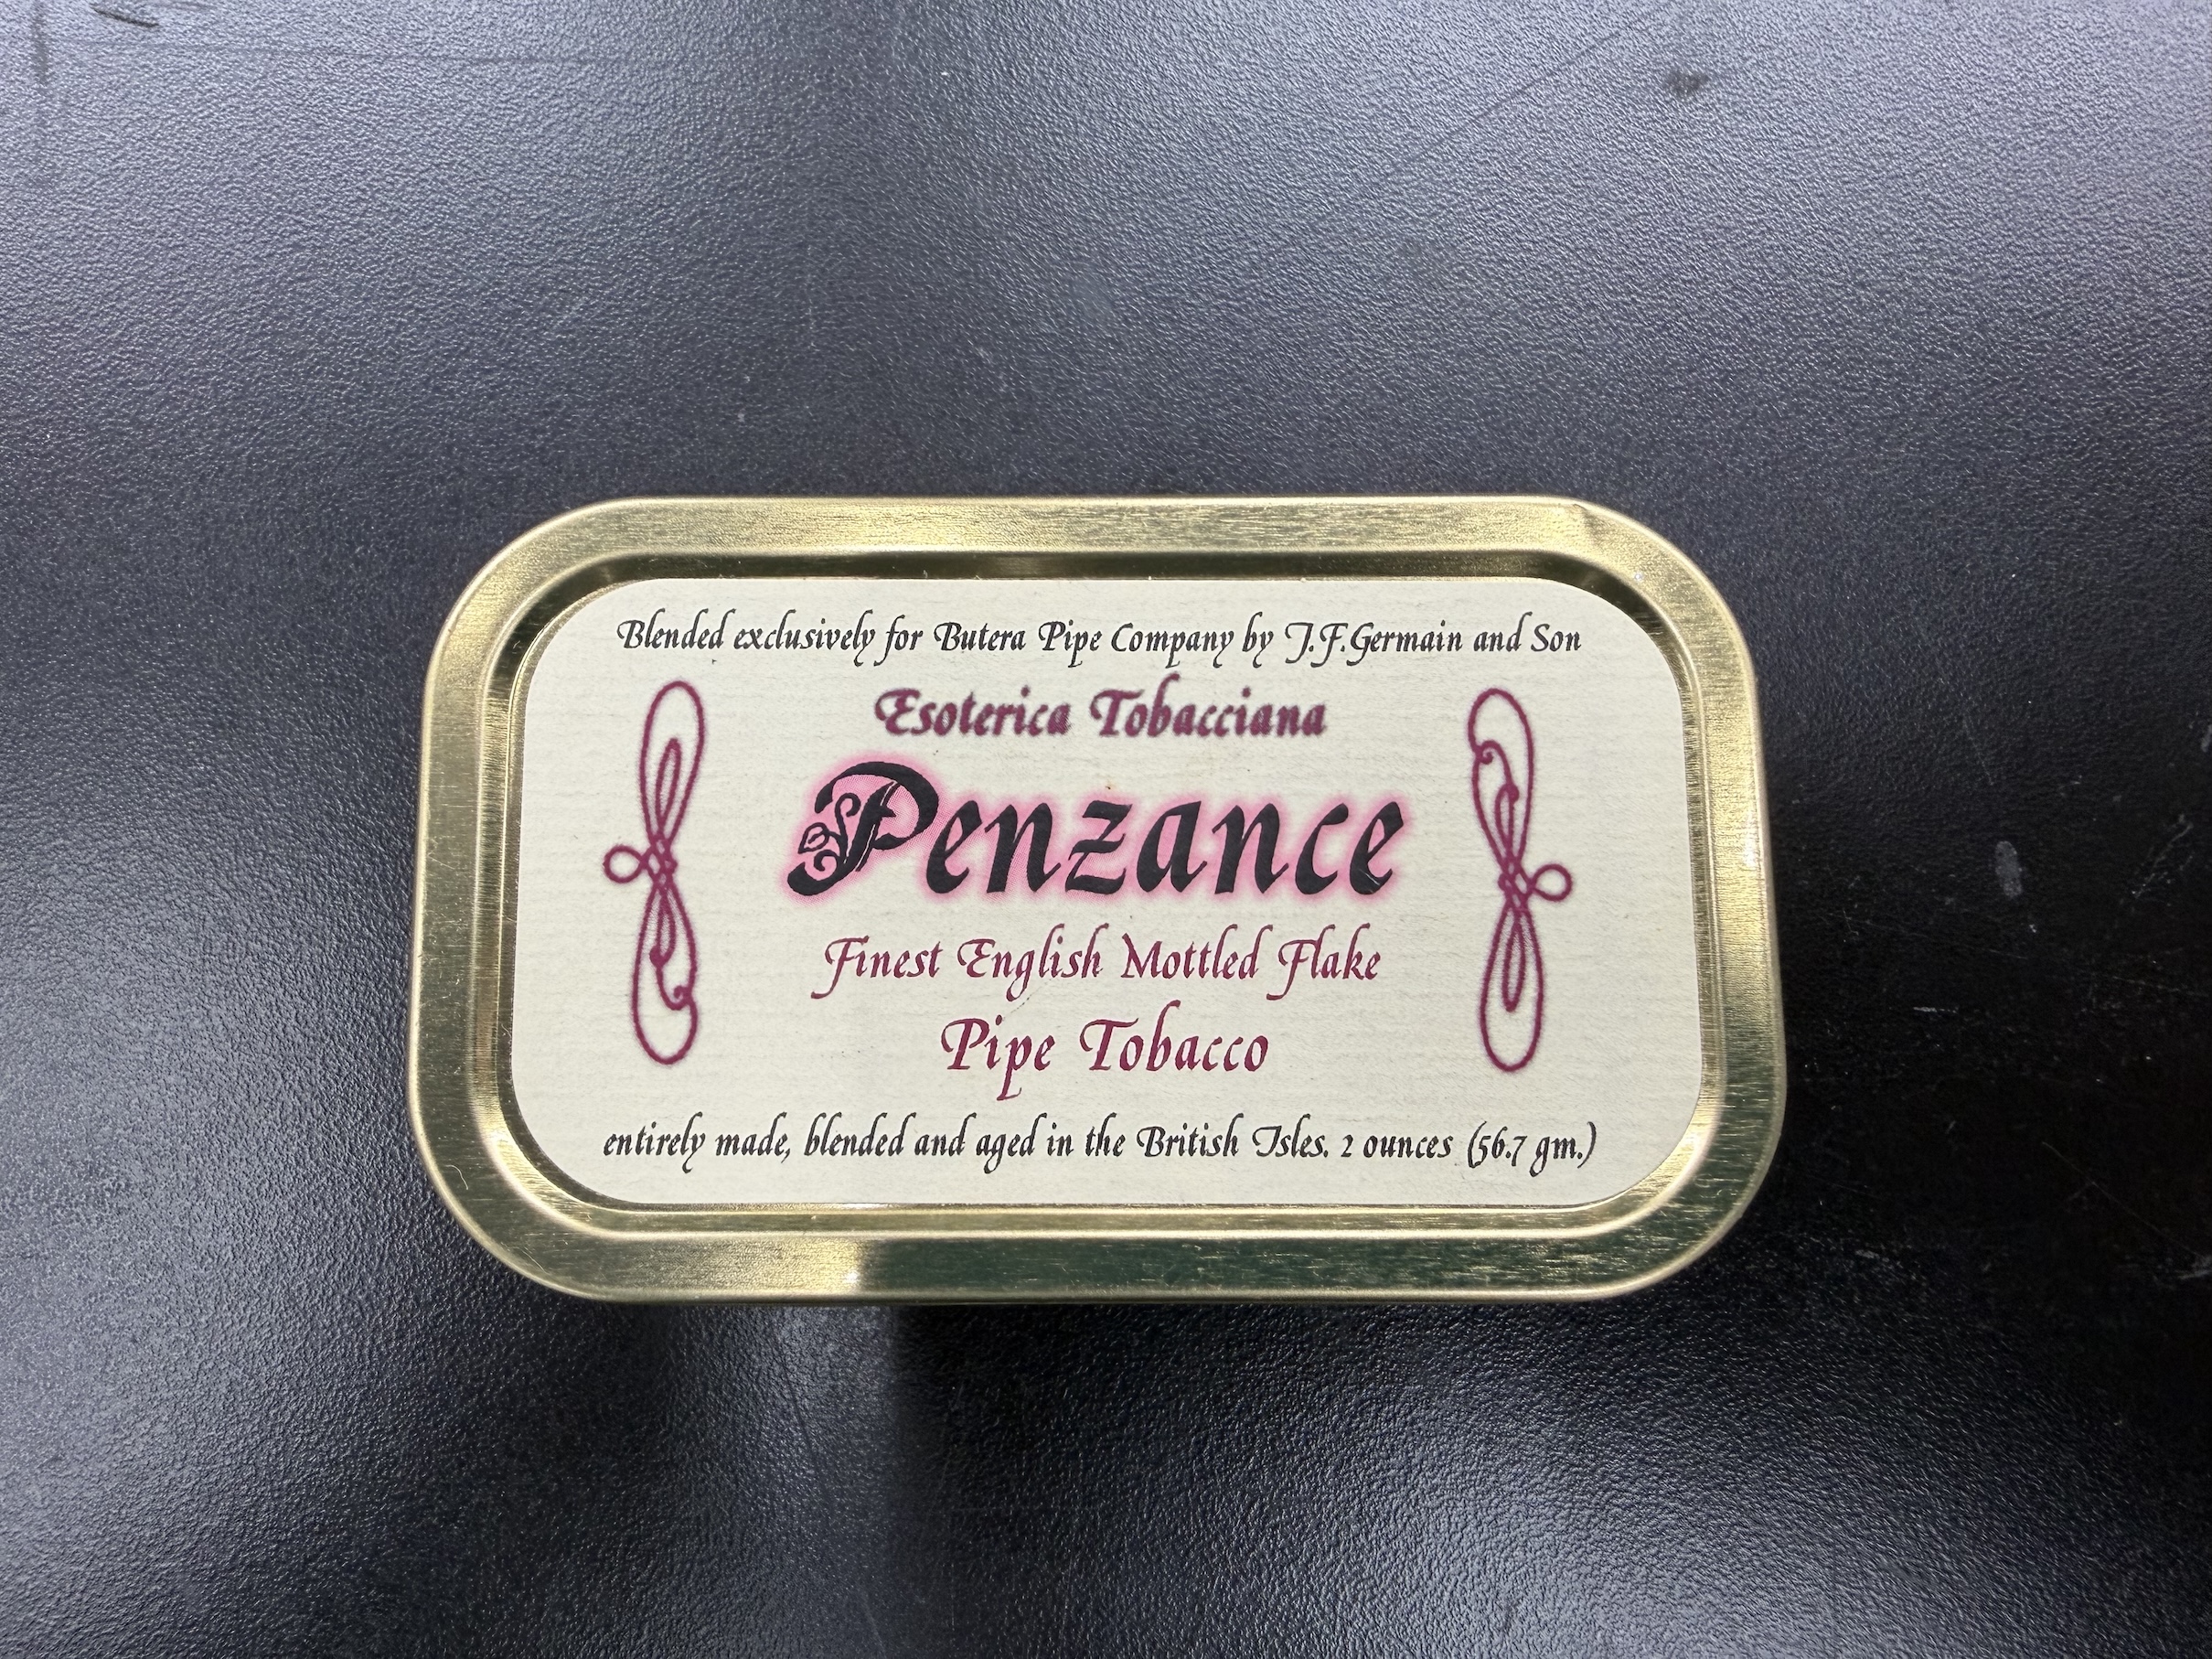 Blended exclusively for Butera Pipe Company by J.F.Germain and Son
Esoterica Tobacciana
Penzance
Finest English Mottled Flake
Pipe Tobacco
entirely made, blended and aged in the British Isles. 2 ounces (56.7 gm.)